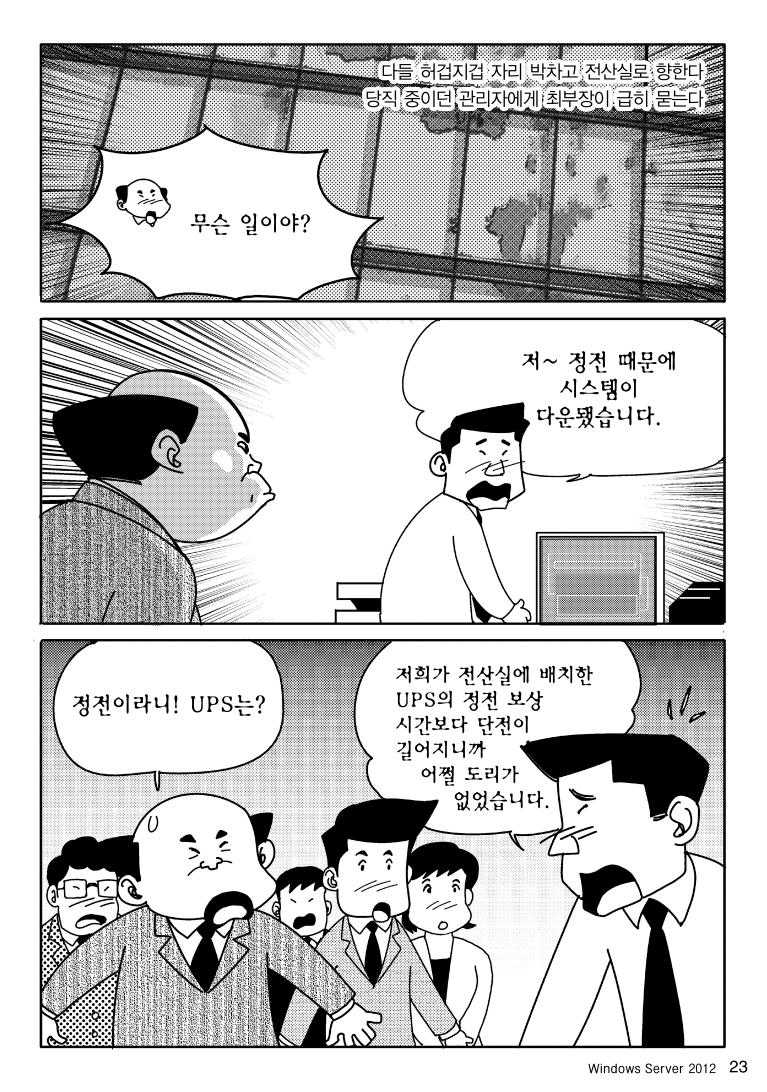 다들 허겁지겁 자리 박차고 전산실로 향한다
당직 중이던 관리자에게 최부장이 급히 묻는다
무슨 일이야?
저~ 정전 때문에
시스템이
다운됐습니다.
정전이라니! UPS는?
저희가 전산실에 배치한
UPS의 정전 보상
시간보다 단전이
길어지니까
어쩔 도리가
없었습니다.
Windows Server 2012 23